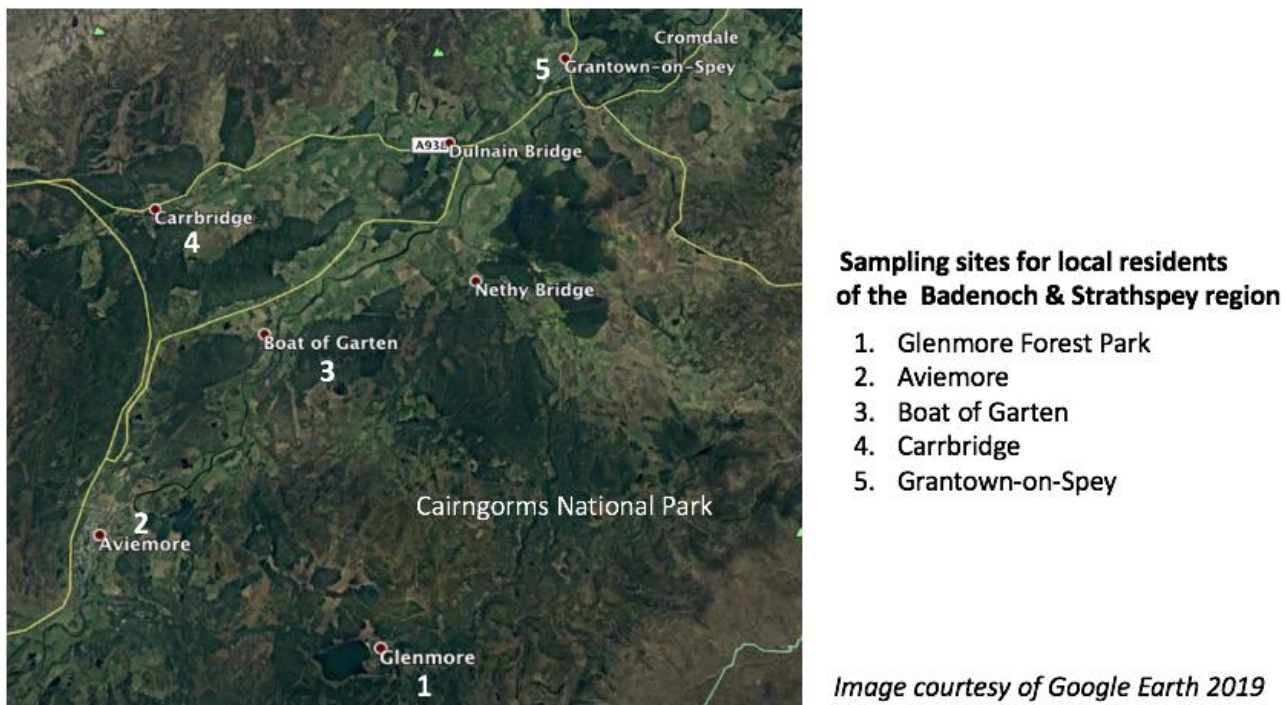 Cromdale
5 Grantown-on-Spey
A938 Dulnain Bridge
Carrbridge
4
Nethy Bridge
Boat of Garten
3
Cairngorms National Park
2
Aviemore
Glenmore
1
Sampling sites for local residents
of the Badenoch & Strathspey region
1. Glenmore Forest Park
2. Aviemore
3. Boat of Garten
4. Carrbridge
5. Grantown-on-Spey
Image courtesy of Google Earth 2019